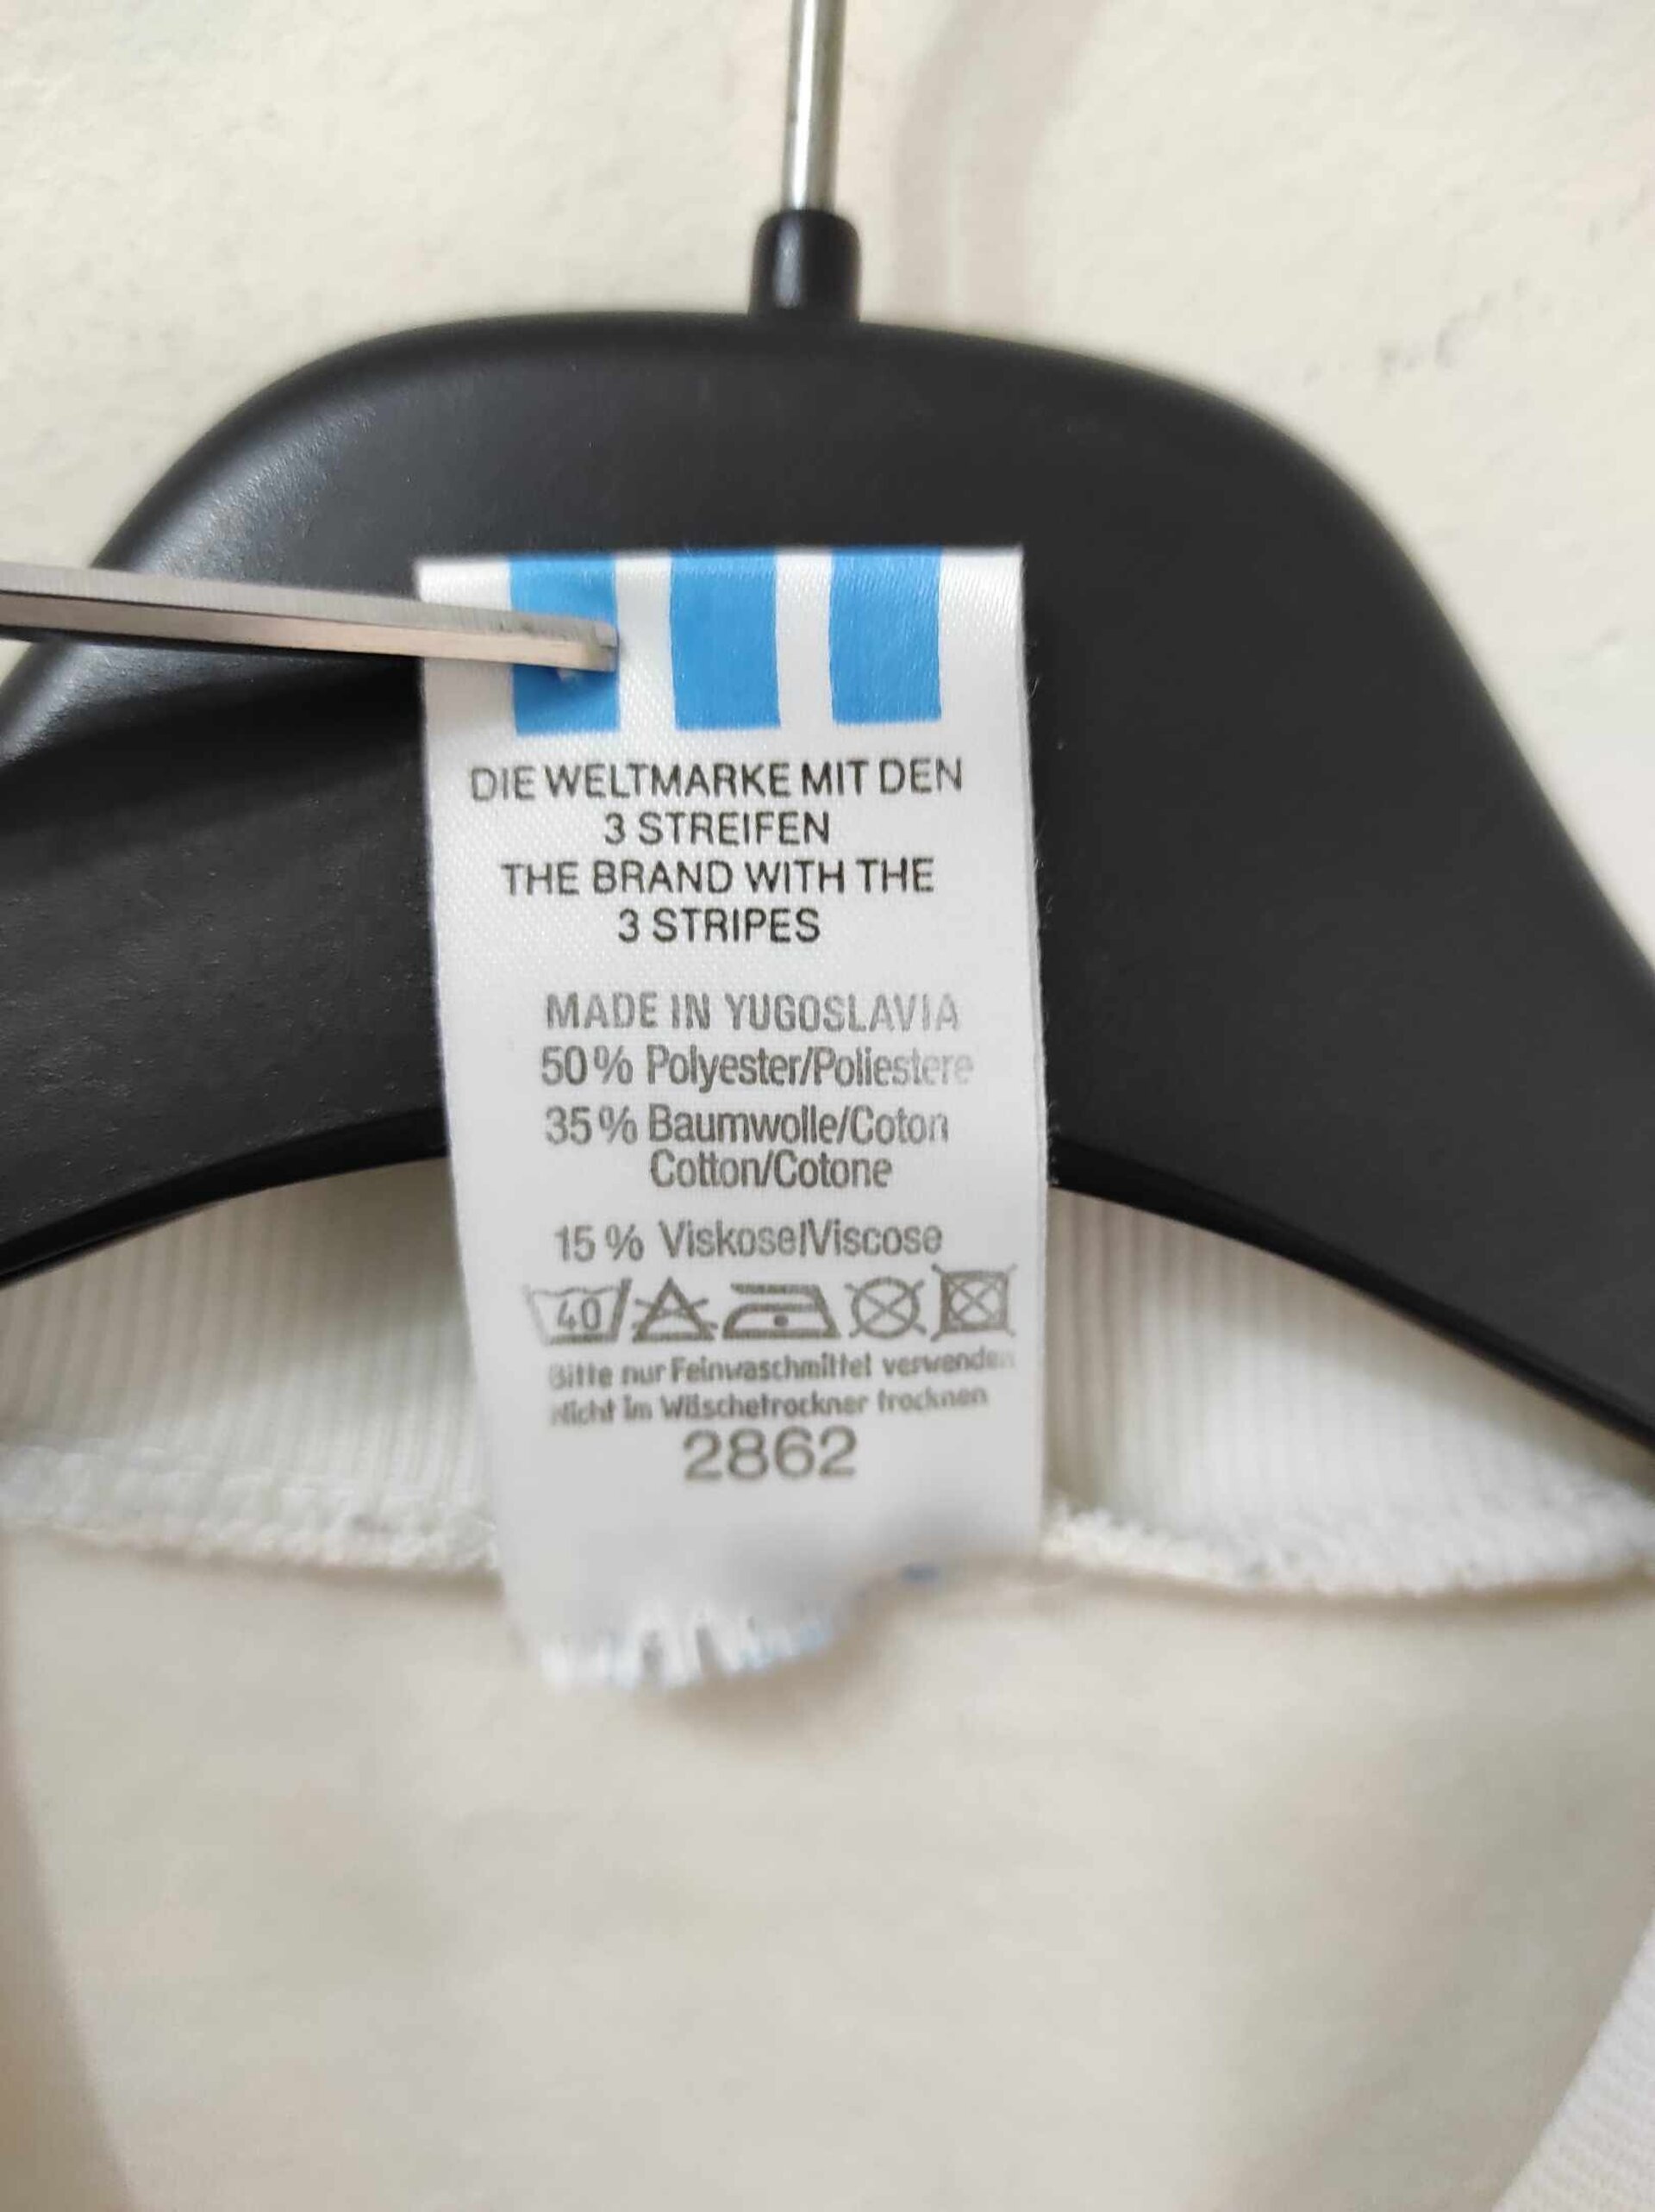 DIE WELTMARKE MIT DEN
3 STREIFEN
THE BRAND WITH THE
3 STRIPES
MADE IN YUGOSLAVIA
50% Polyester/Poliestere
35% Baumwolle/Coton
Cotton/Cotone
15% Viskose/Viscose
40
Bitte nur Feinwaschmittel verwenden
Nicht im Wäschetrockner trocknen
2862